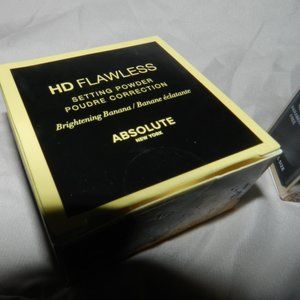 HD FLAWLESS
SETTING POWDER
POUDRE CORRECTION
Brightening Banana / Banane éclatante
ABSOLUTE
NEW YORK